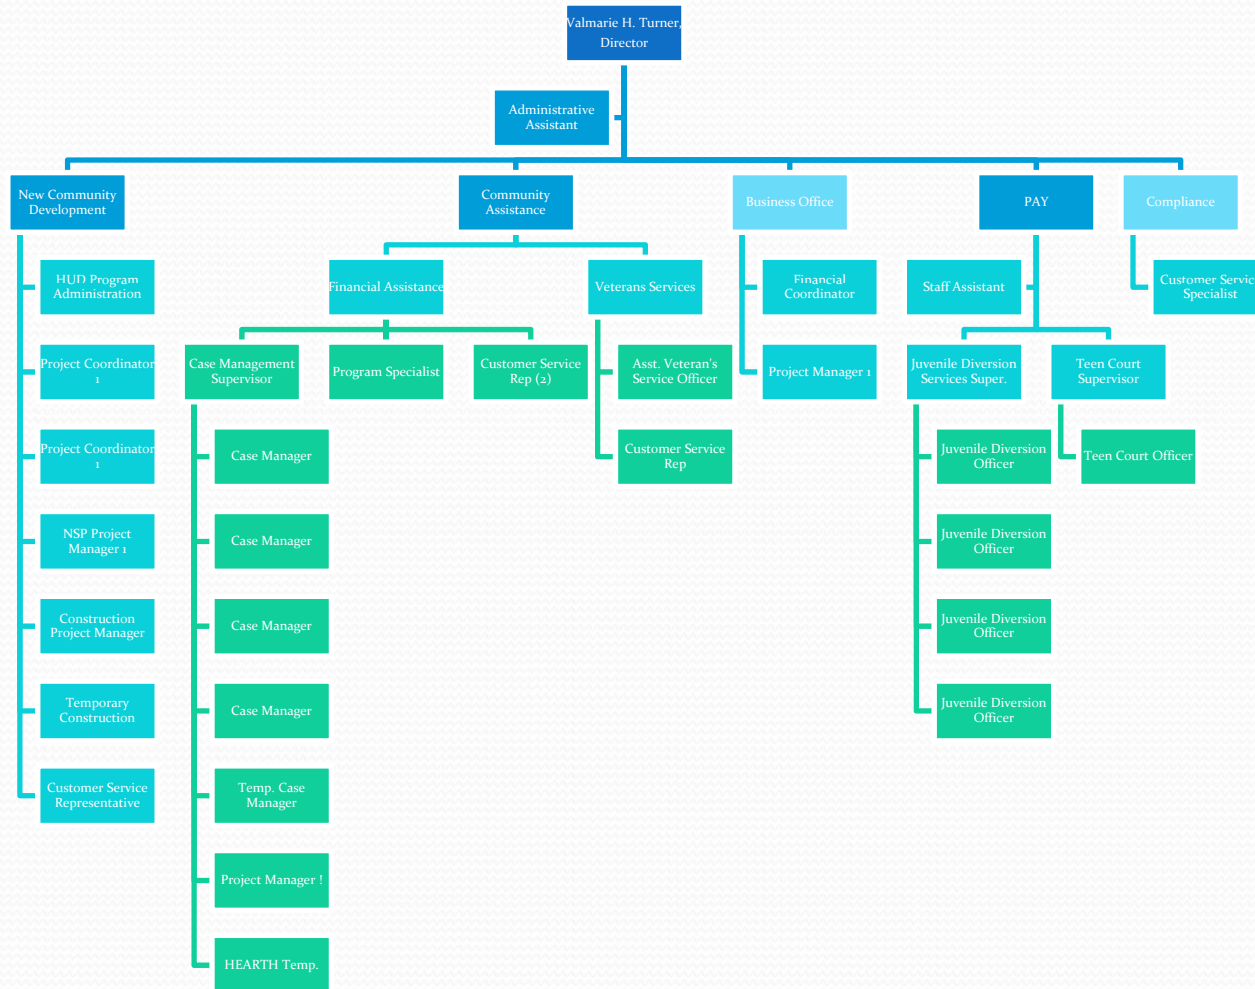 Valmarie H. Turner,
Director
Administrative
Assistant
New Community
Development
Community
Assistance
Business Office
PAY
Compliance
HUD Program
Administration
Financial Assistance
Veterans Services
Financial
Coordinator
Staff Assistant
Customer Service
Specialist
Project Coordinator
1
Case Management
Supervisor
Program Specialist
Customer Service
Rep (2)
Asst. Veteran's
Service Officer
Project Manager 1
Juvenile Diversion
Services Super.
Teen Court
Supervisor
Project Coordinator
1
Case Manager
Customer Service
Rep
Juvenile Diversion
Officer
Teen Court Officer
NSP Project
Manager 1
Case Manager
Juvenile Diversion
Officer
Construction
Project Manager
Case Manager
Juvenile Diversion
Officer
Temporary
Construction
Case Manager
Juvenile Diversion
Officer
Customer Service
Representative
Temp. Case
Manager
Project Manager !
HEARTH Temp.